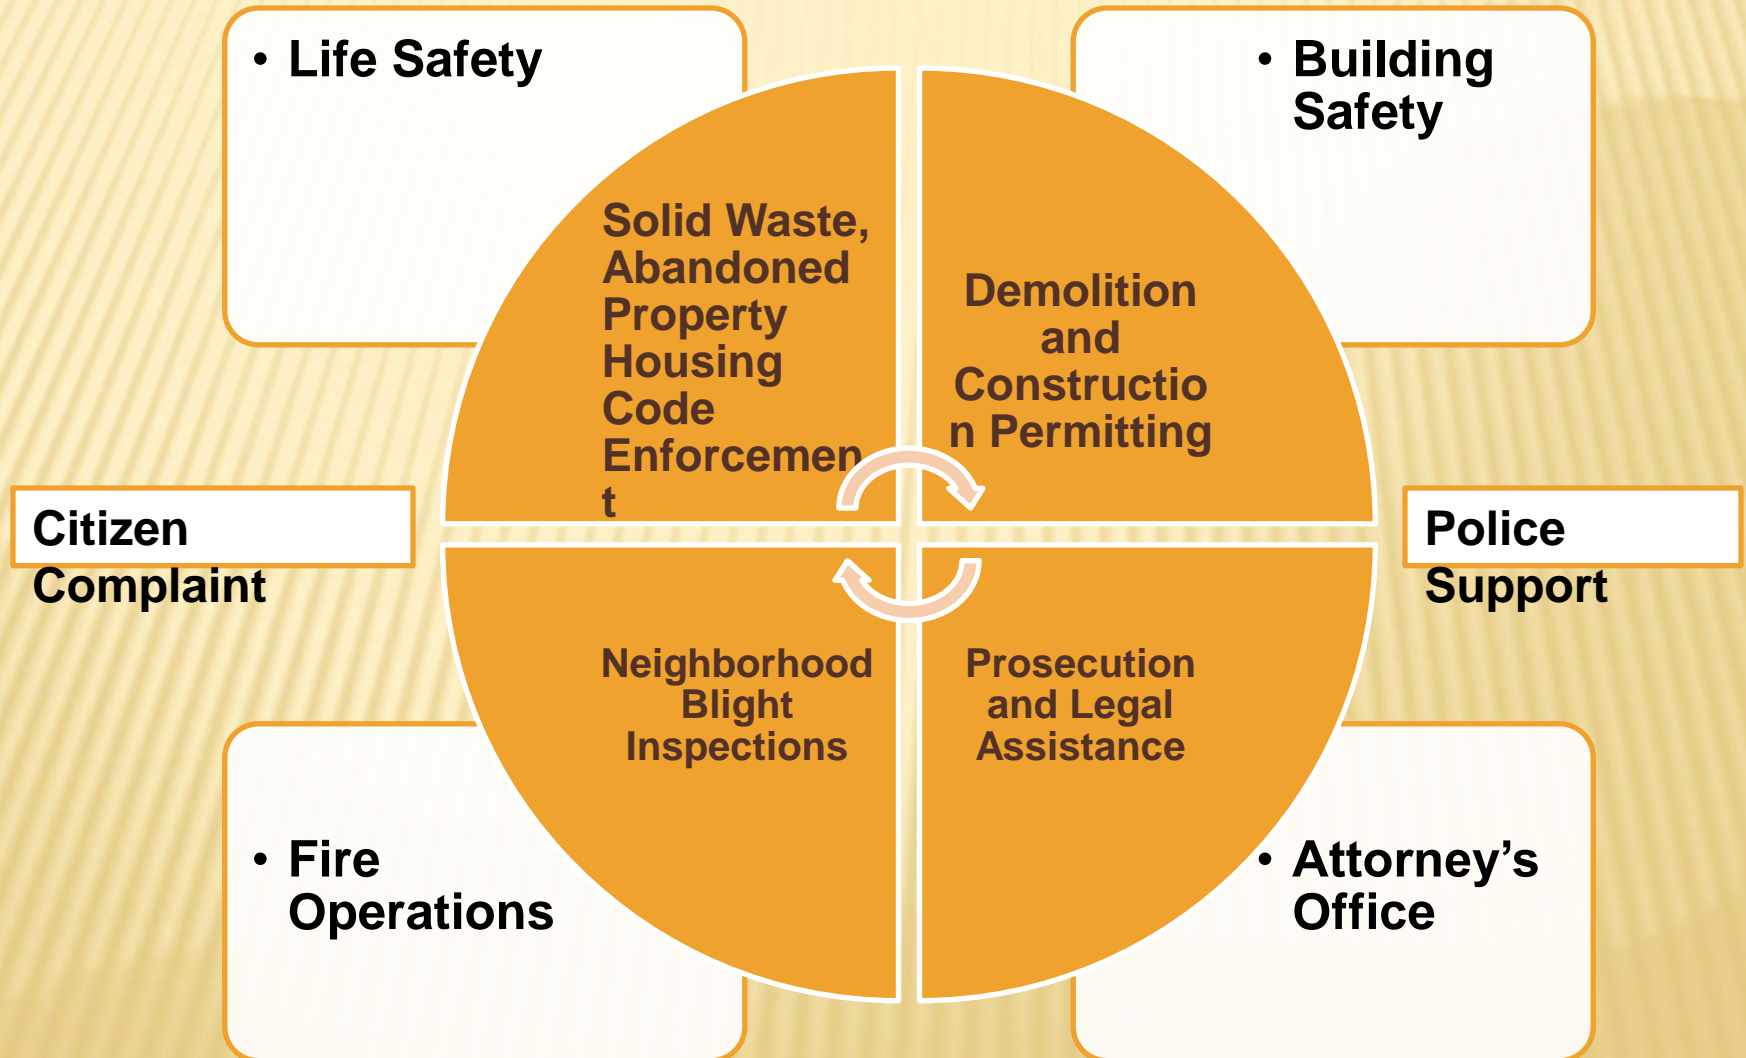 • Life Safety
• Building
Safety
Solid Waste,
Abandoned
Property
Housing
Code
Enforcemen
t
Demolition
and
Constructio
n Permitting
Citizen
Complaint
Police
Support
Neighborhood
Blight
Inspections
Prosecution
and Legal
Assistance
• Fire
Operations
• Attorney’s
Office